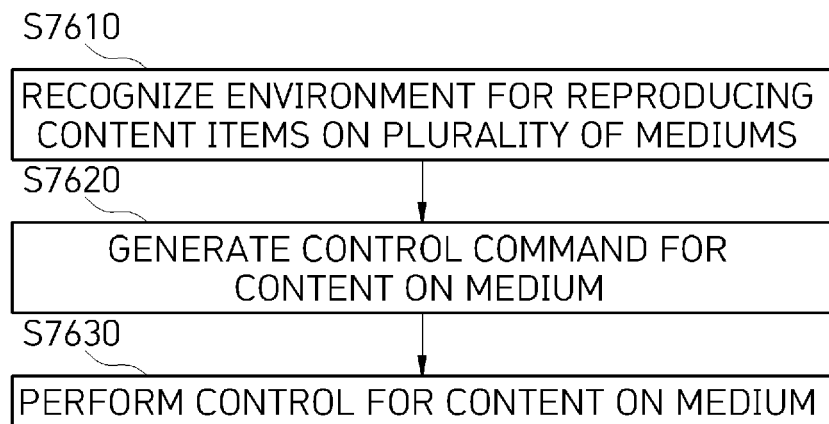 S7610
RECOGNIZE ENVIRONMENT FOR REPRODUCING
CONTENT ITEMS ON PLURALITY OF MEDIUMS
S7620
GENERATE CONTROL COMMAND FOR
CONTENT ON MEDIUM
S7630
PERFORM CONTROL FOR CONTENT ON MEDIUM